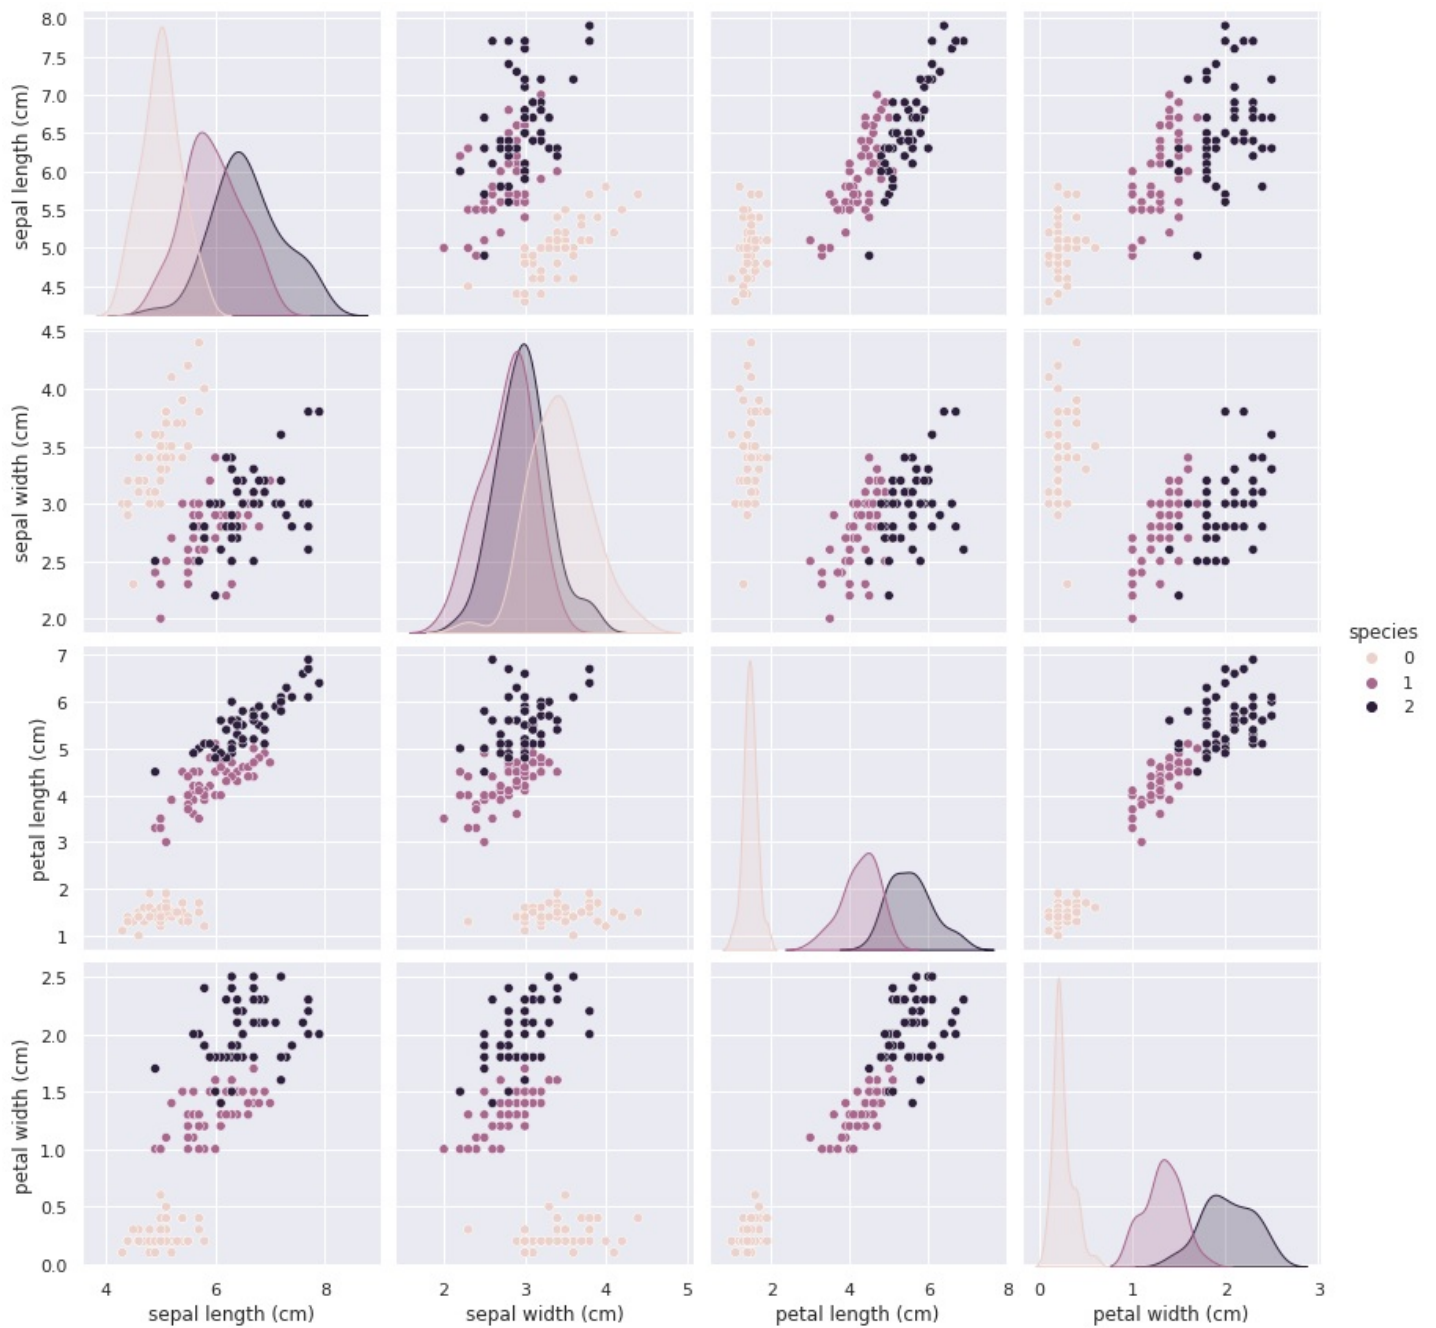 8.0
7.5
7.0
6.5
6.0
5.5
5.0
4.5
sepal length (cm)
4.5
4.0
3.5
3.0
2.5
2.0
sepal width (cm)
species
0
1
2
7
6
5
4
3
2
1
petal length (cm)
2.5
2.0
1.5
1.0
0.5
0.0
petal width (cm)
4 6 8
2 3 4 5
2 4 6 8
0 1 2 3
sepal length (cm)
sepal width (cm)
petal length (cm)
petal width (cm)